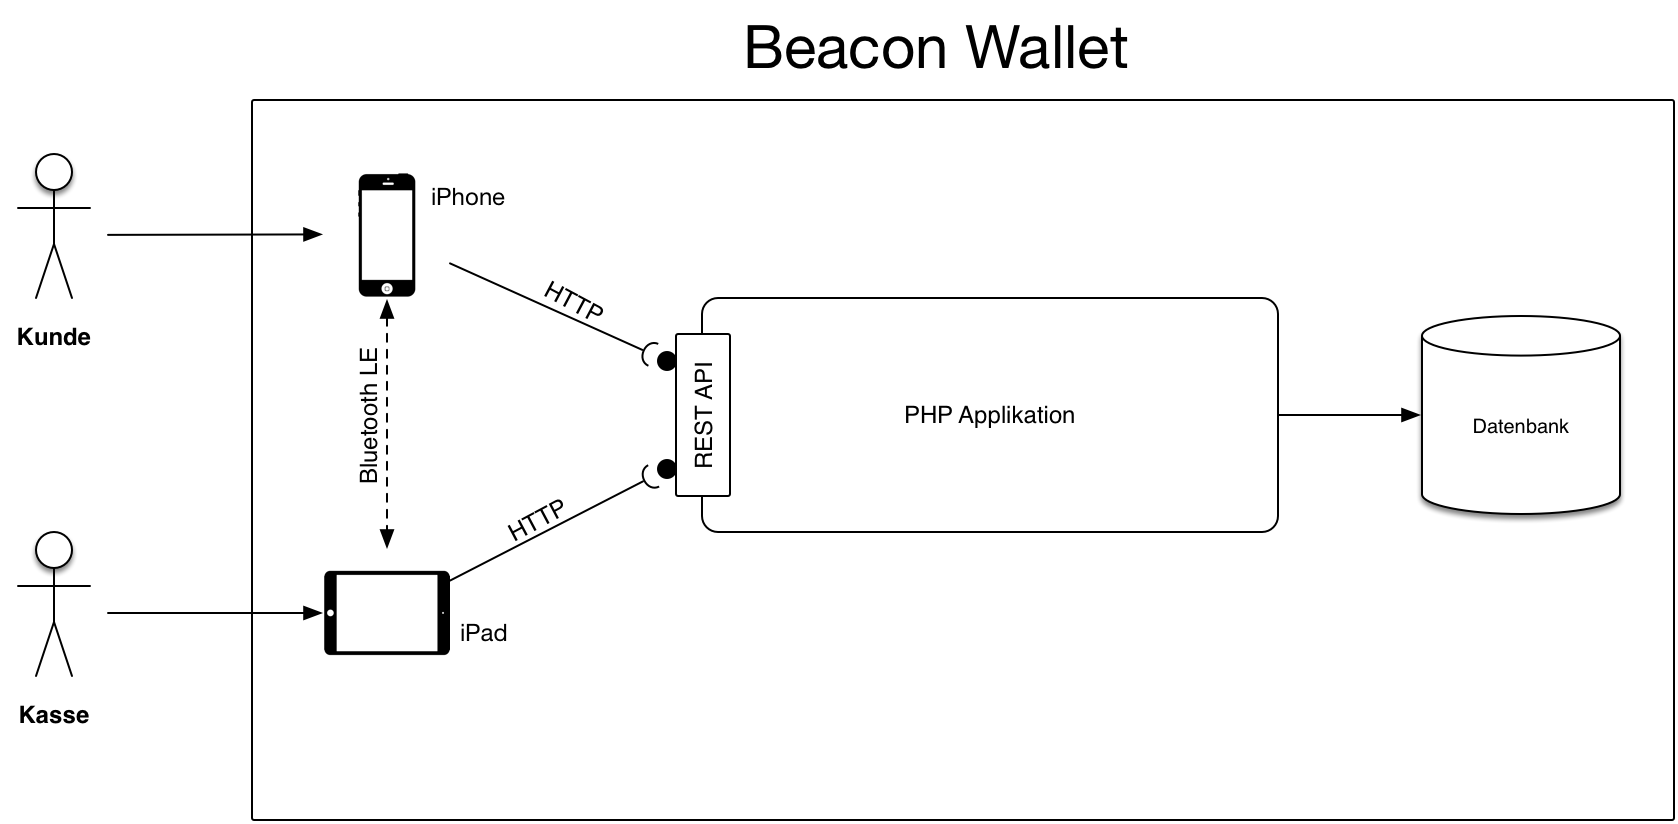 Beacon Wallet
iPhone
Kunde
HTTP
Bluetooth LE
REST API
PHP Applikation
Datenbank
HTTP
iPad
Kasse